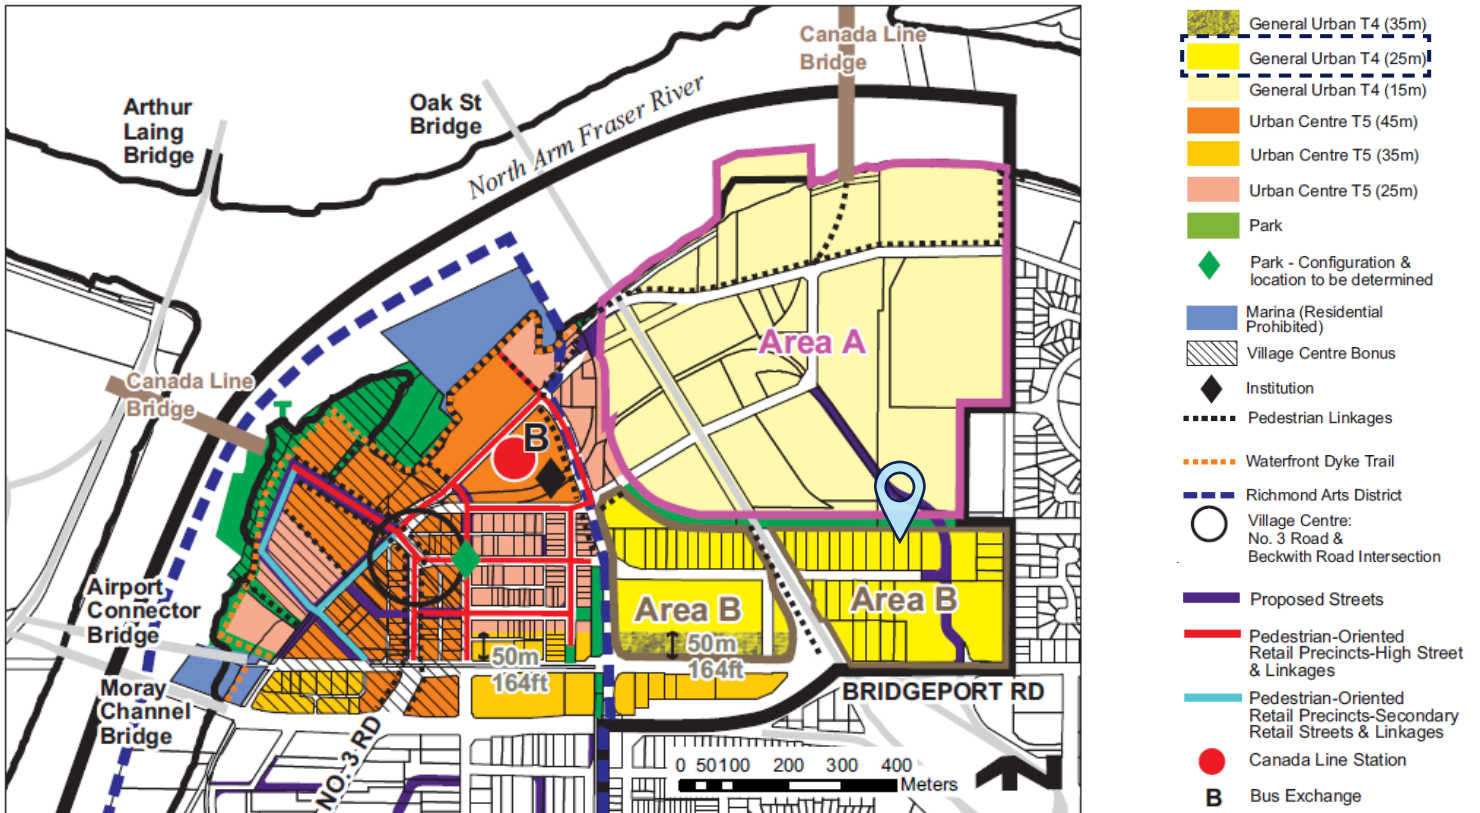 Canada Line
Bridge
Arthur
Laing
Bridge
Oak St
Bridge
North Arm Fraser River
Area A
Canada Line
Bridge
B
Area B
Area B
Airport
Connector
Bridge
50m
164ft
50m
164ft
Moray
Channel
Bridge
BRIDGEPORT RD
NO. 3 RD
0 50 100 200 300 400
Meters
General Urban T4 (35m)
General Urban T4 (25m)
General Urban T4 (15m)
Urban Centre T5 (45m)
Urban Centre T5 (35m)
Urban Centre T5 (25m)
Park
Park - Configuration &
location to be determined
Marina (Residential
Prohibited)
Village Centre Bonus
Institution
Pedestrian Linkages
Waterfront Dyke Trail
Richmond Arts District
Village Centre:
No. 3 Road &
Beckwith Road Intersection
Proposed Streets
Pedestrian-Oriented
Retail Precincts-High Street
& Linkages
Pedestrian-Oriented
Retail Precincts-Secondary
Retail Streets & Linkages
Canada Line Station
B Bus Exchange